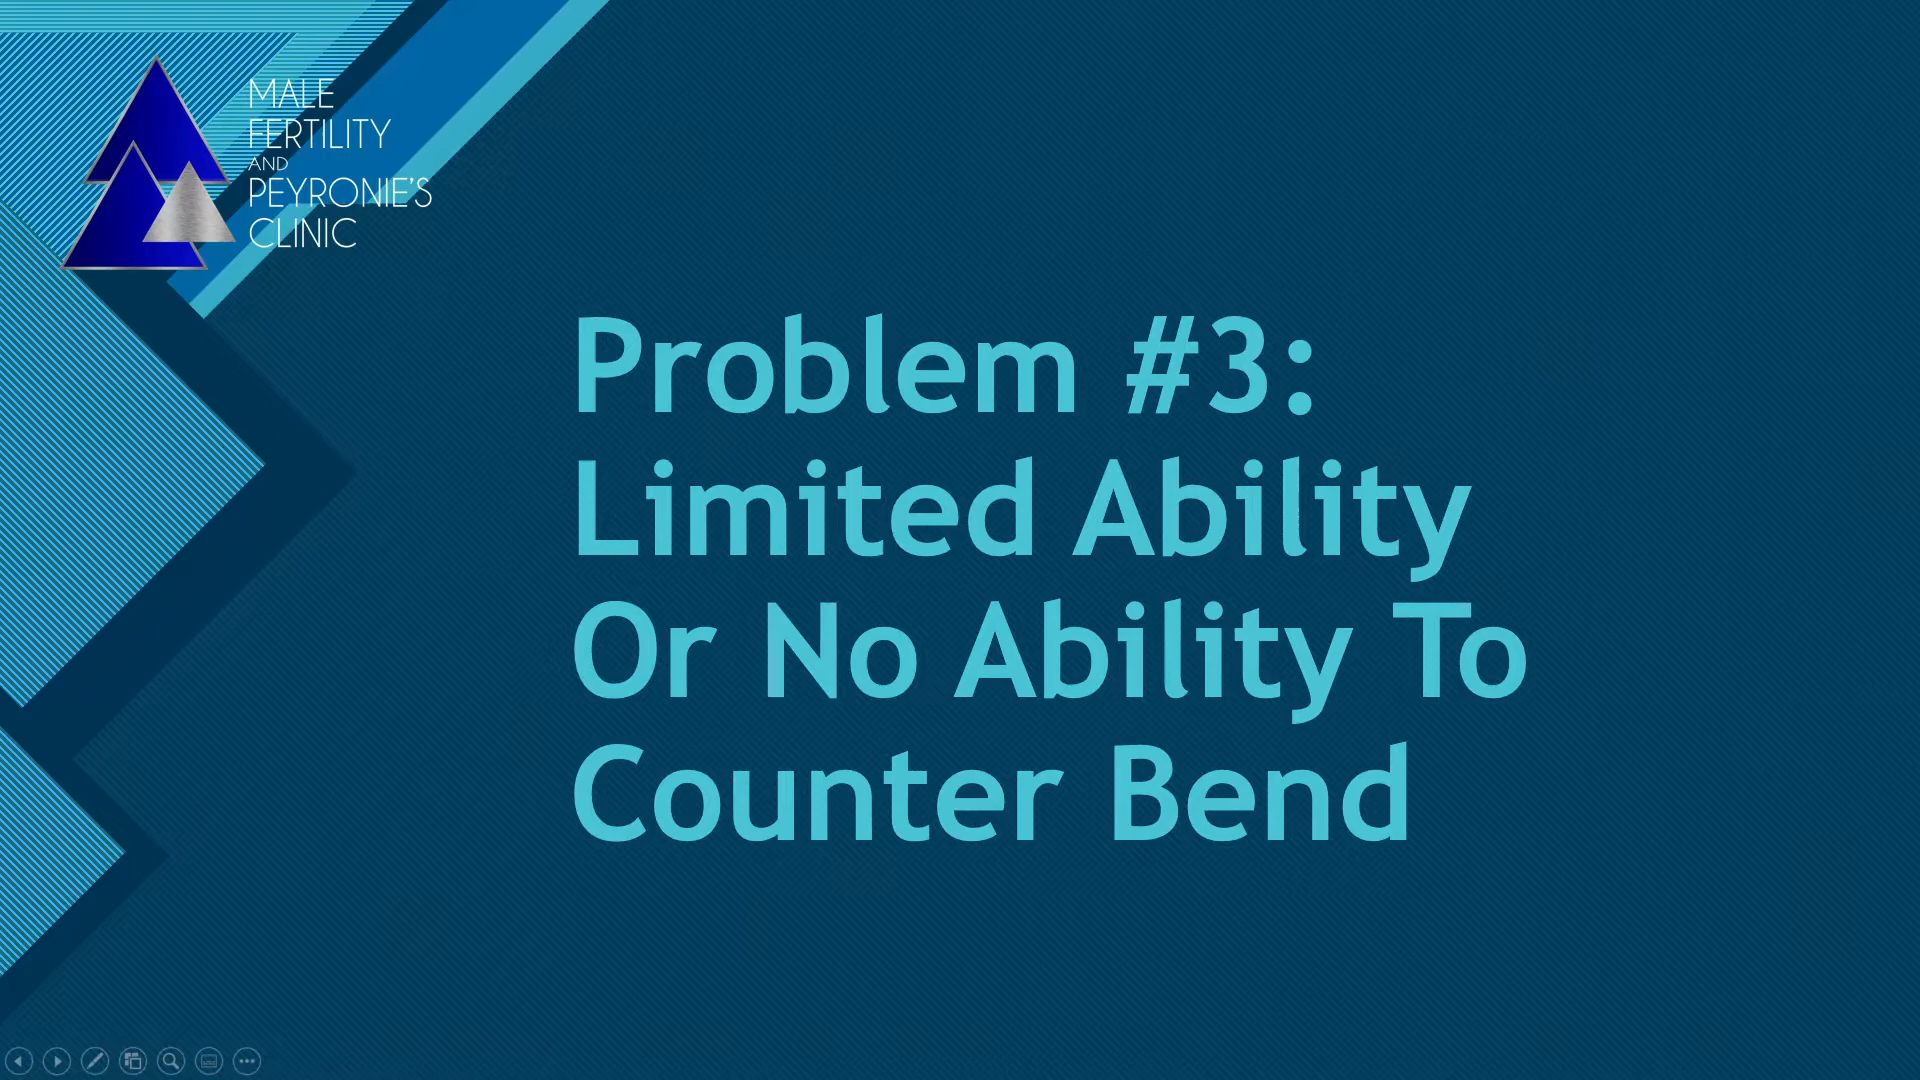 MALE
FERTILITY
AND
PEYRONIE'S
CLINIC
Problem #3:
Limited Ability
Or No Ability To
Counter Bend